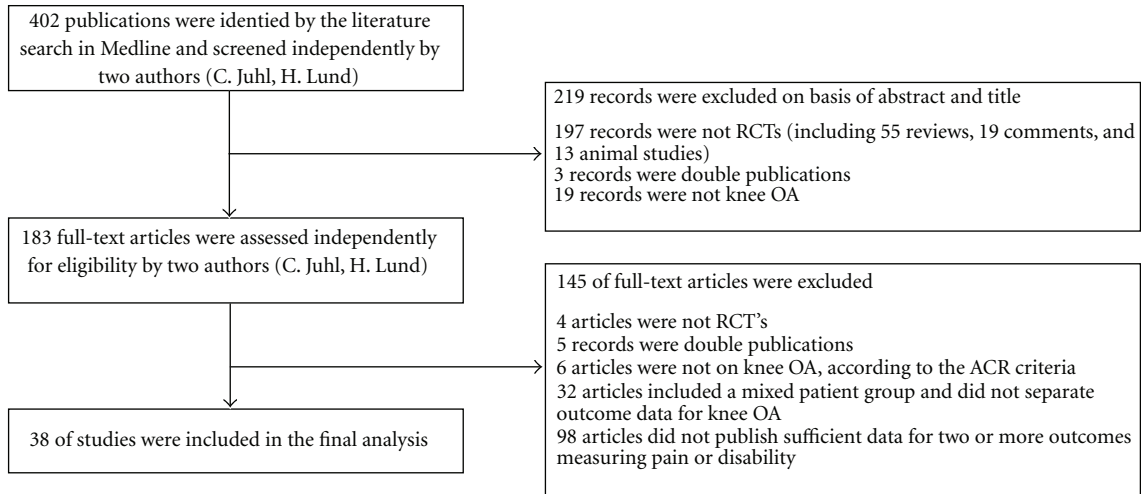 402 publications were identied by the literature
search in Medline and screened independently by
two authors (C. Juhl, H. Lund)
219 records were excluded on basis of abstract and title
197 records were not RCTs (including 55 reviews, 19 comments, and
13 animal studies)
3 records were double publications
19 records were not knee OA
183 full-text articles were assessed independently
for eligibility by two authors (C. Juhl, H. Lund)
145 of full-text articles were excluded
4 articles were not RCT's
5 records were double publications
6 articles were not on knee OA, according to the ACR criteria
32 articles included a mixed patient group and did not separate
outcome data for knee OA
98 articles did not publish sufficient data for two or more outcomes
measuring pain or disability
38 of studies were included in the final analysis